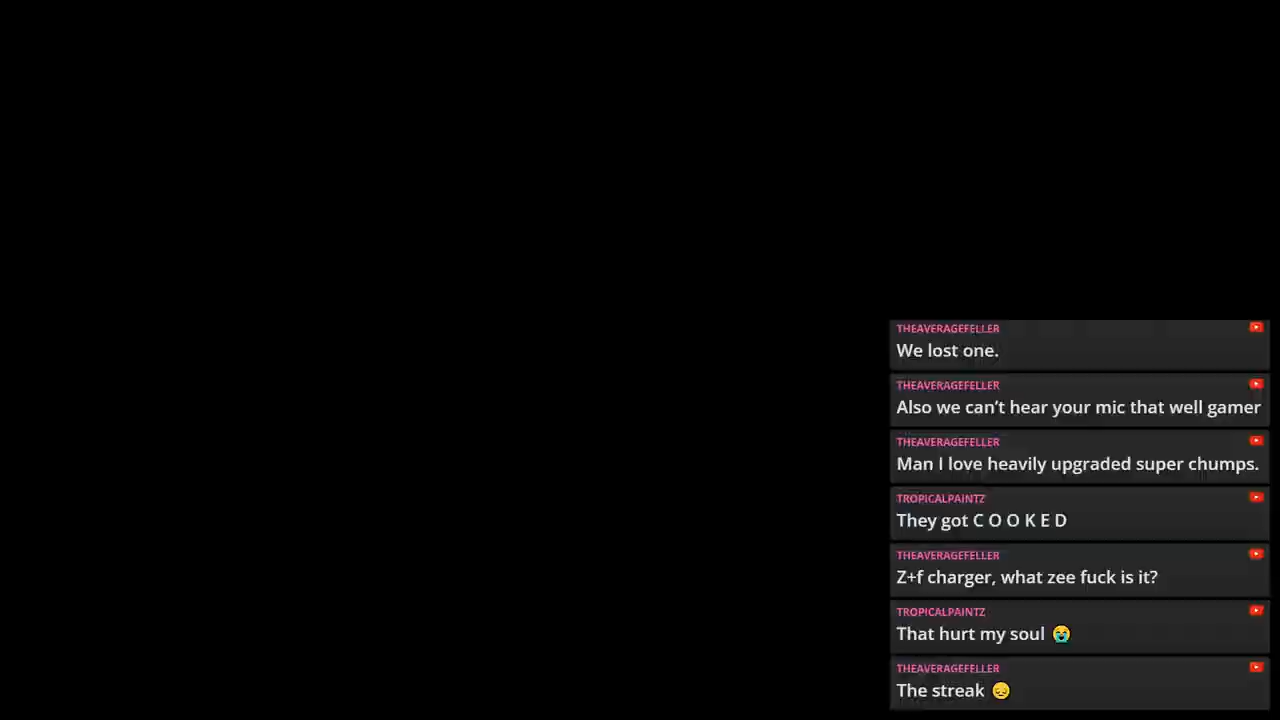 THEAVERAGEFELLER
We lost one.
THEAVERAGEFELLER
Also we can't hear your mic that well gamer
THEAVERAGEFELLER
Man I love heavily upgraded super chumps.
TROPICALPAINTZ
They got C O O K E D
THEAVERAGEFELLER
Z+f charger, what zee fuck is it?
TROPICALPAINTZ
That hurt my soul 😭
THEAVERAGEFELLER
The streak 😔